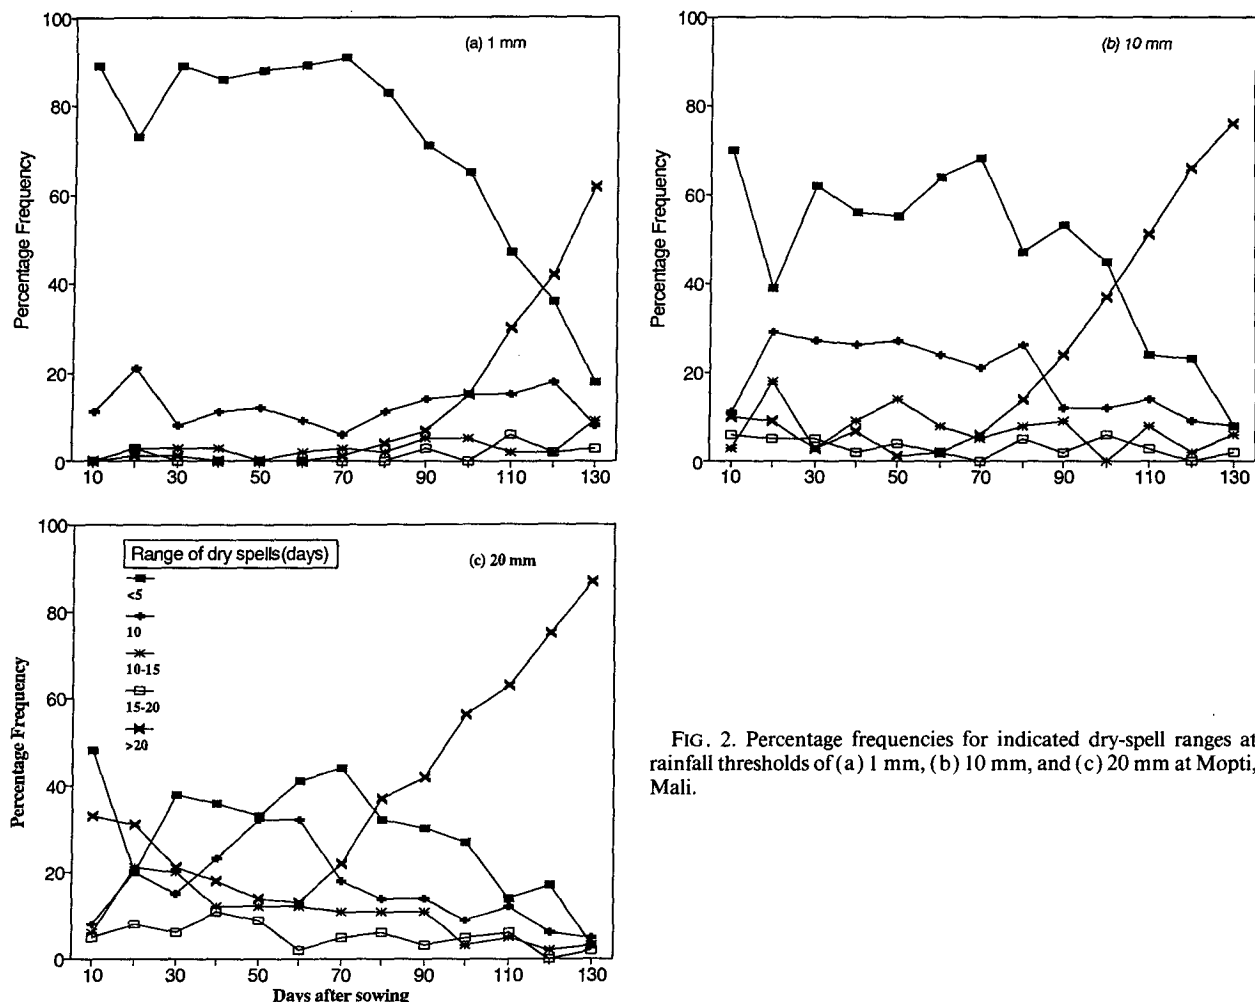 100
80
60
40
20
0
Percentage Frequency
(a) 1 mm
10 30 50 70 90 110 130
100
80
60
40
20
0
Percentage Frequency
(b) 10 mm
10 30 50 70 90 110 130
100
80
60
40
20
0
Percentage Frequency
Range of dry spells(days)
(c) 20 mm
<5
10
10-15
15-20
>20
10 30 50 70 90 110 130
Days after sowing
FIG. 2. Percentage frequencies for indicated dry-spell ranges at
rainfall thresholds of (a) 1 mm, (b) 10 mm, and (c) 20 mm at Mopti,
Mali.